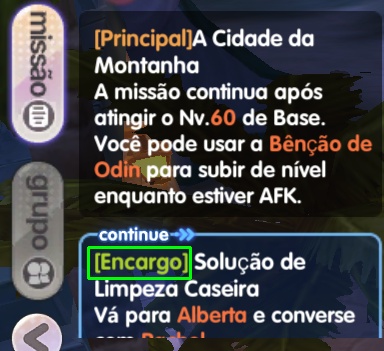 missão
grupo
[Principal]A Cidade da
Montanha
A missão continua após
atingir o Nv.60 de Base.
Você pode usar a Bênção de
Odin para subir de nível
enquanto estiver AFK.
continue
[Encargo] Solução de
Limpeza Caseira
Vá para Alberta e converse
com